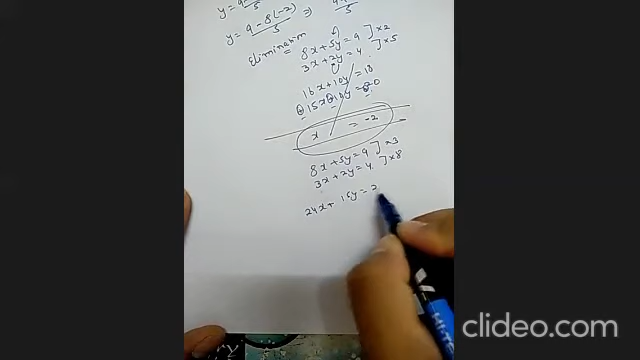 y = 9 - 8(-2) / 5 ⇒
Elimination
8x + 5y = 9 ] ×2
3x + 2y = 4 ] ×5
16x + 10y = 18
15x 10y = 20
x = -2
8x + 5y = 9 ] ×3
3x + 2y = 4 ] ×8
24x + 15y = 2
clideo.com